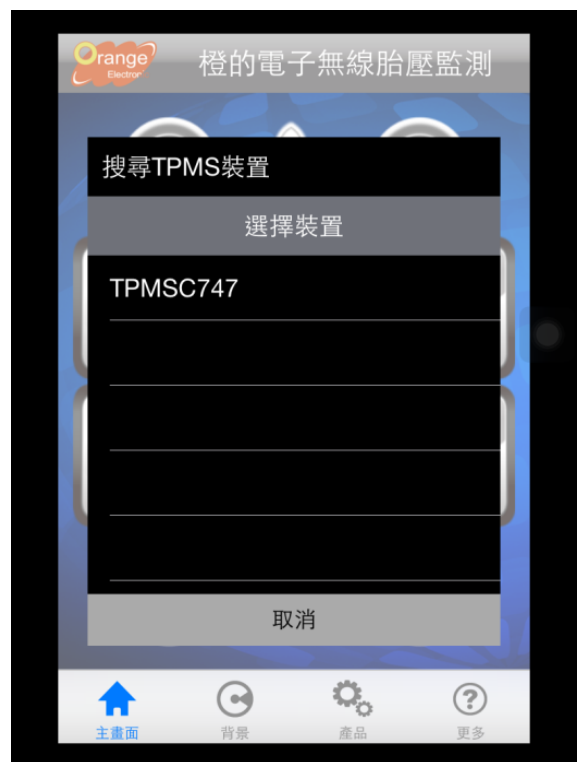 Orange
Electronic
橙的電子無線胎壓監測
搜尋TPMS裝置
選擇裝置
TPMSC747
取消
主畫面
背景
產品
更多